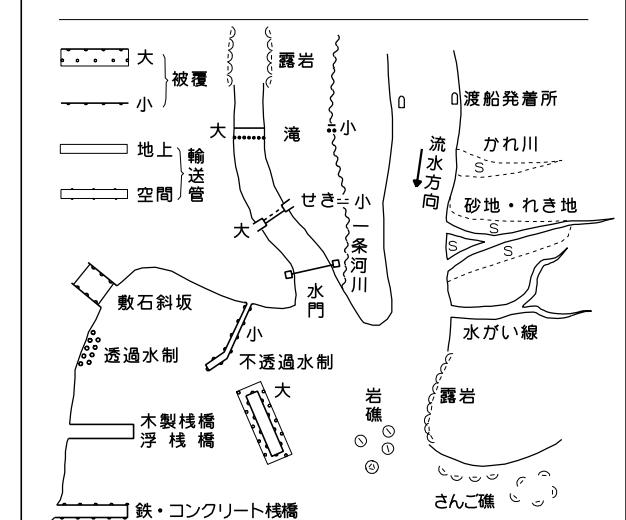 大
小
被覆
地上
空間
輸送管
露岩
大 滝
小
せき 小
大
一条河川
水門
渡船発着所
流水方向
かれ川
S
砂地・れき地
S
S
S
水がい線
敷石斜坂
透過水制
小
不透過水制
大
岩礁
露岩
木製桟橋
浮桟橋
さんご礁
鉄・コンクリート桟橋